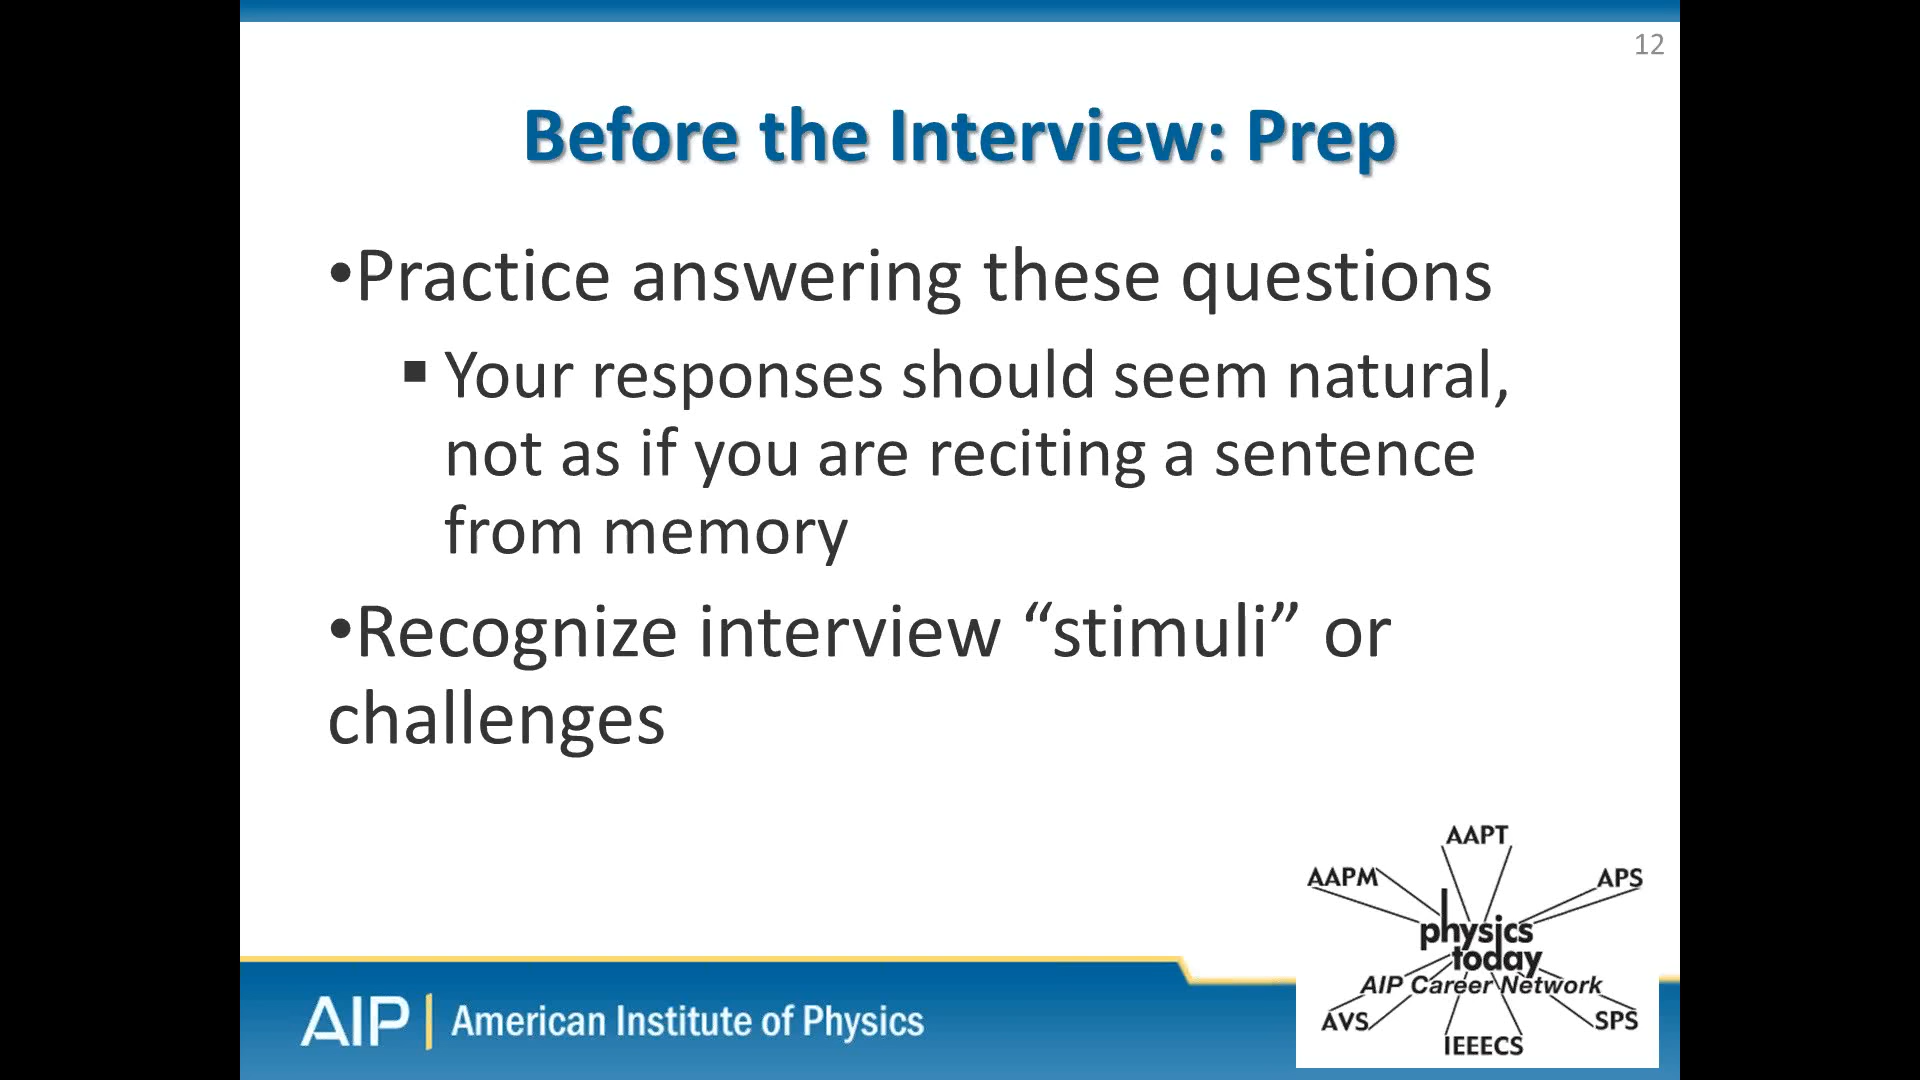 12
Before the Interview: Prep
•Practice answering these questions
▪ Your responses should seem natural,
not as if you are reciting a sentence
from memory
•Recognize interview “stimuli” or
challenges
AAPT
AAPM
APS
physics
today
AIP Career Network
AVS
SPS
IEEECS
AIP | American Institute of Physics